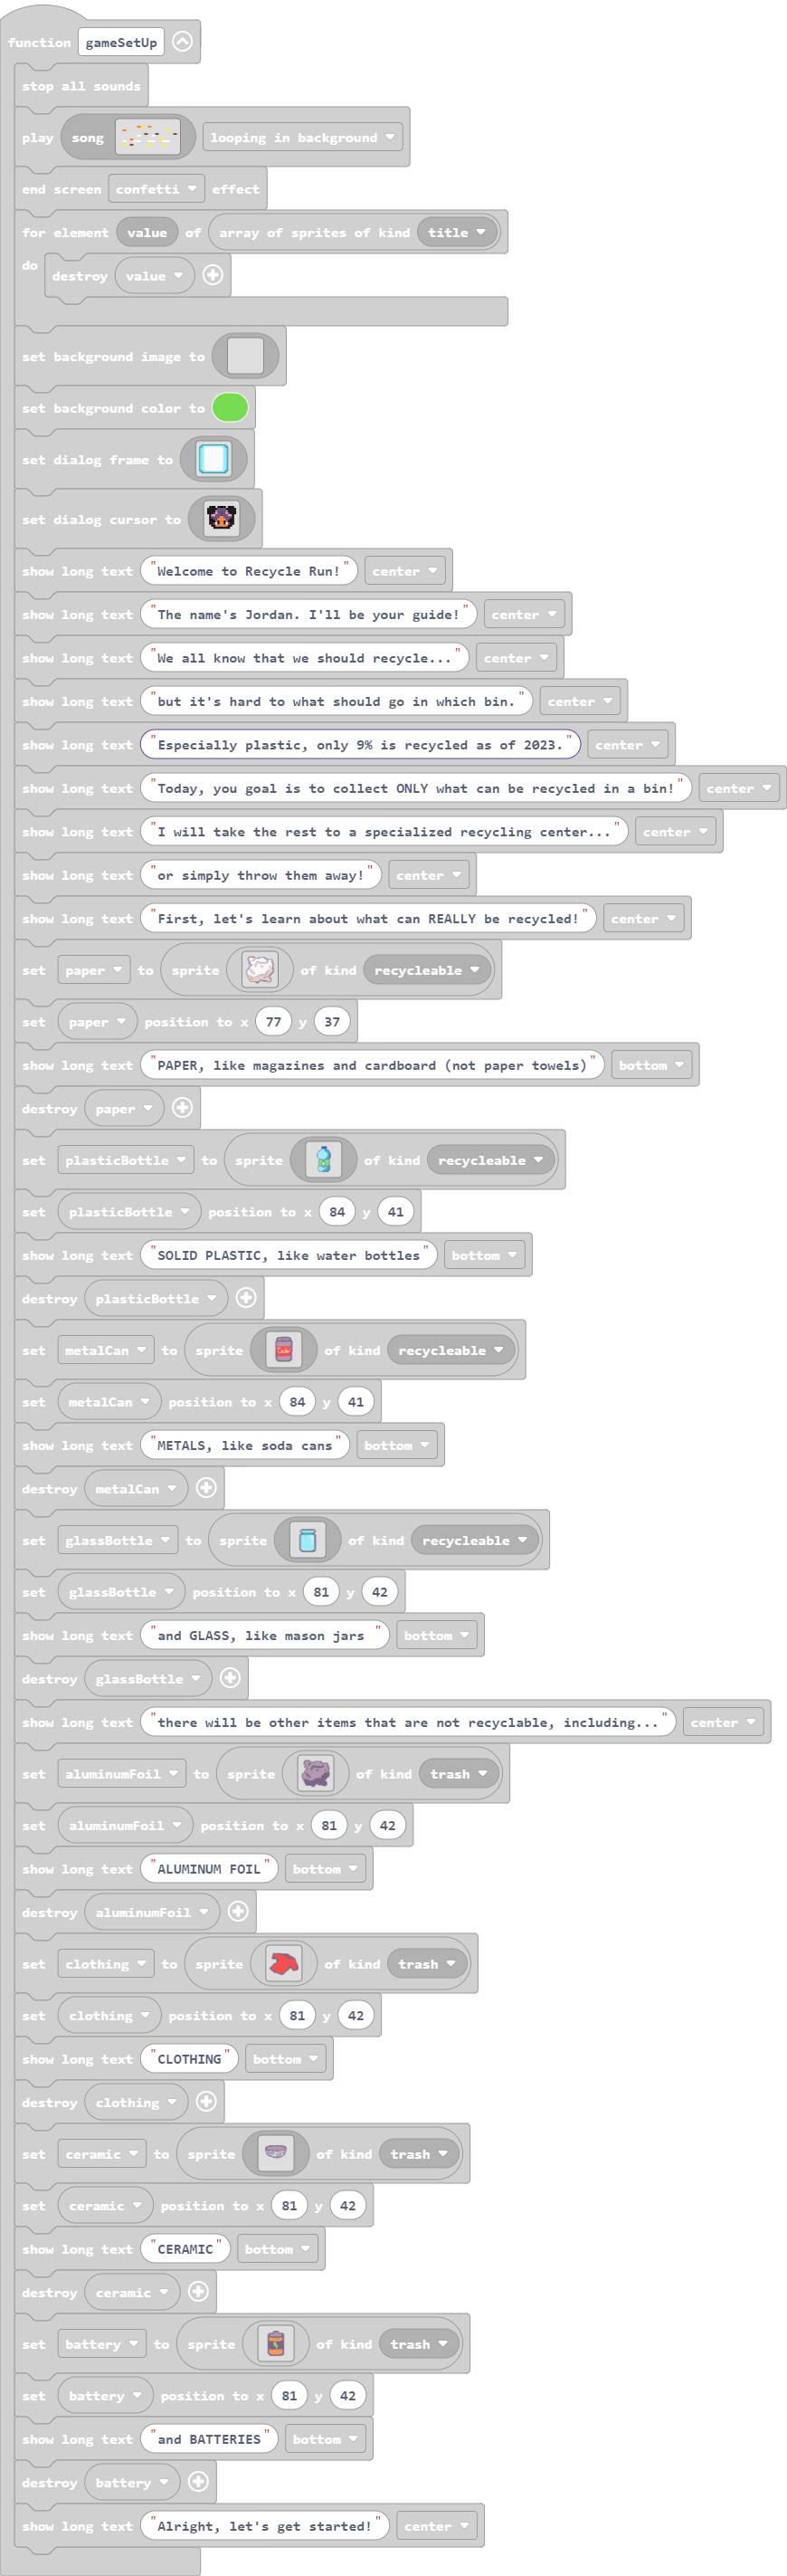 function gameSetUp
stop all sounds
play song looping in background
end screen confetti effect
for element value of array of sprites of kind title
do
destroy value
set background image to
set background color to
set dialog frame to
set dialog cursor to
show long text "Welcome to Recycle Run!" center
show long text "The name's Jordan. I'll be your guide!" center
show long text "We all know that we should recycle..." center
show long text "but it's hard to what should go in which bin." center
show long text "Especially plastic, only 9% is recycled as of 2023." center
show long text "Today, you goal is to collect ONLY what can be recycled in a bin!" center
show long text "I will take the rest to a specialized recycling center..." center
show long text "or simply throw them away!" center
show long text "First, let's learn about what can REALLY be recycled!" center
set paper to sprite of kind recycleable
set paper position to x 77 y 37
show long text "PAPER, like magazines and cardboard (not paper towels)" bottom
destroy paper
set plasticBottle to sprite of kind recycleable
set plasticBottle position to x 84 y 41
show long text "SOLID PLASTIC, like water bottles" bottom
destroy plasticBottle
set metalCan to sprite of kind recycleable
set metalCan position to x 84 y 41
show long text "METALS, like soda cans" bottom
destroy metalCan
set glassBottle to sprite of kind recycleable
set glassBottle position to x 81 y 42
show long text "and GLASS, like mason jars " bottom
destroy glassBottle
show long text "there will be other items that are not recyclable, including..." center
set aluminumFoil to sprite of kind trash
set aluminumFoil position to x 81 y 42
show long text "ALUMINUM FOIL" bottom
destroy aluminumFoil
set clothing to sprite of kind trash
set clothing position to x 81 y 42
show long text "CLOTHING" bottom
destroy clothing
set ceramic to sprite of kind trash
set ceramic position to x 81 y 42
show long text "CERAMIC" bottom
destroy ceramic
set battery to sprite of kind trash
set battery position to x 81 y 42
show long text "and BATTERIES" bottom
destroy battery
show long text "Alright, let's get started!" center